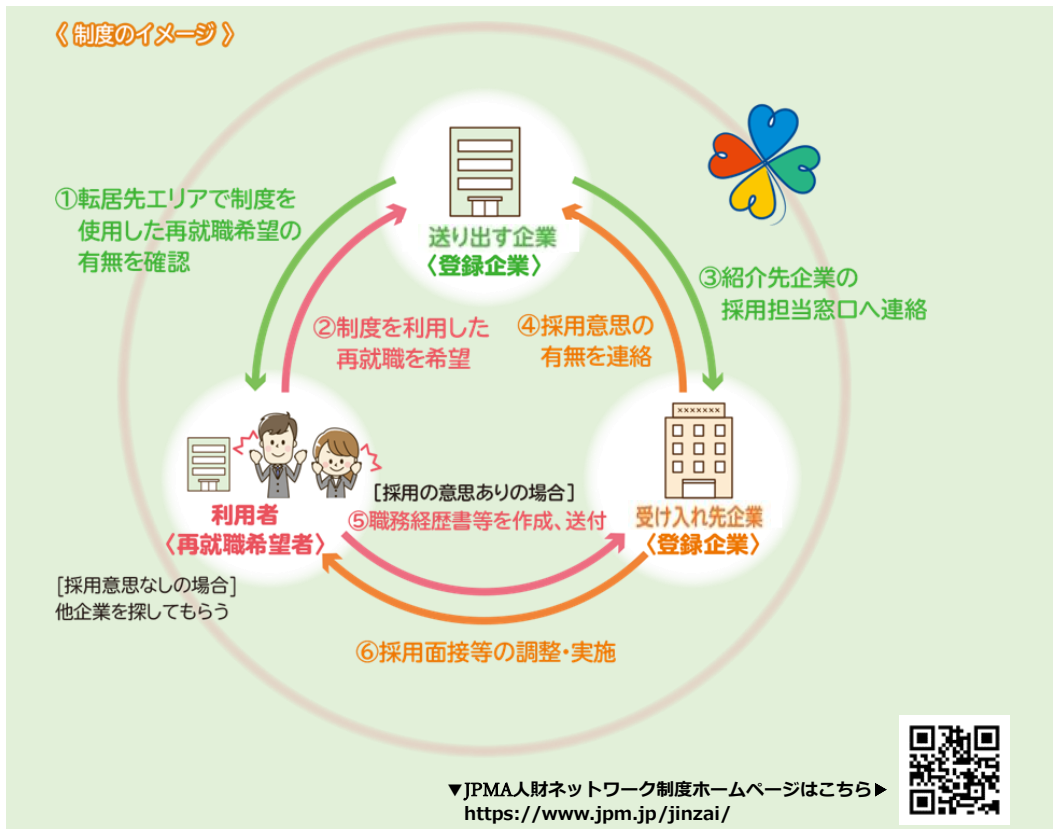 《 制度のイメージ 》
送り出す企業
〈登録企業〉
①転居先エリアで制度を
使用した再就職希望の
有無を確認
②制度を利用した
再就職を希望
③紹介先企業の
採用担当窓口へ連絡
④採用意思の
有無を連絡
利用者
〈再就職希望者〉
[採用の意思ありの場合]
⑤職務経歴書等を作成、送付
×××××××
受け入れ先企業
〈登録企業〉
[採用意思なしの場合]
他企業を探してもらう
⑥採用面接等の調整・実施
▼JPMA人財ネットワーク制度ホームページはこちら▶
https://www.jpm.jp/jinzai/